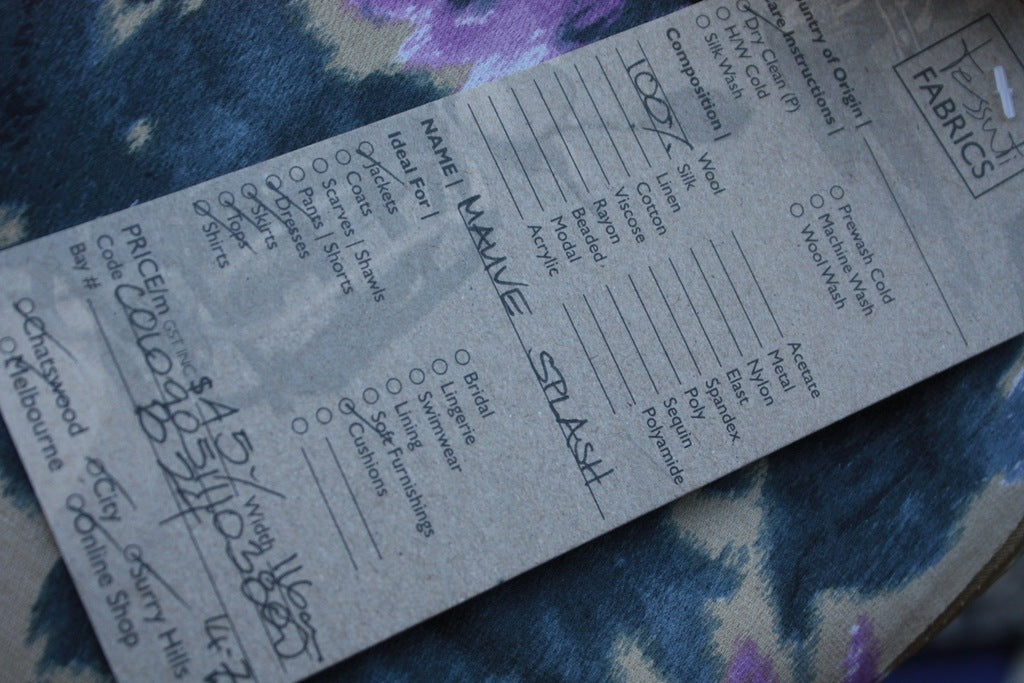 Tessuti
FABRICS
Country of Origin |
Care Instructions |
Dry Clean (P)
H/W Cold
Silk Wash
Prewash Cold
Machine Wash
Wool Wash
Composition |
Wool
100% Silk
Linen
Cotton
Viscose
Rayon
Beaded
Modal
Acrylic
Acetate
Metal
Nylon
Elast
Spandex
Poly
Sequin
Polyamide
NAME | MAUVE SPLASH
Ideal For |
Jackets
Coats
Scarves | Shawls
Pants | Shorts
Dresses
Skirts
Tops
Shirts
Bridal
Lingerie
Swimwear
Lining
Soft Furnishings
Cushions
PRICE/m GST INC $45/ Width 116cm
Code
Bay #
Chatswood
City
Surry Hills
Melbourne
Online Shop